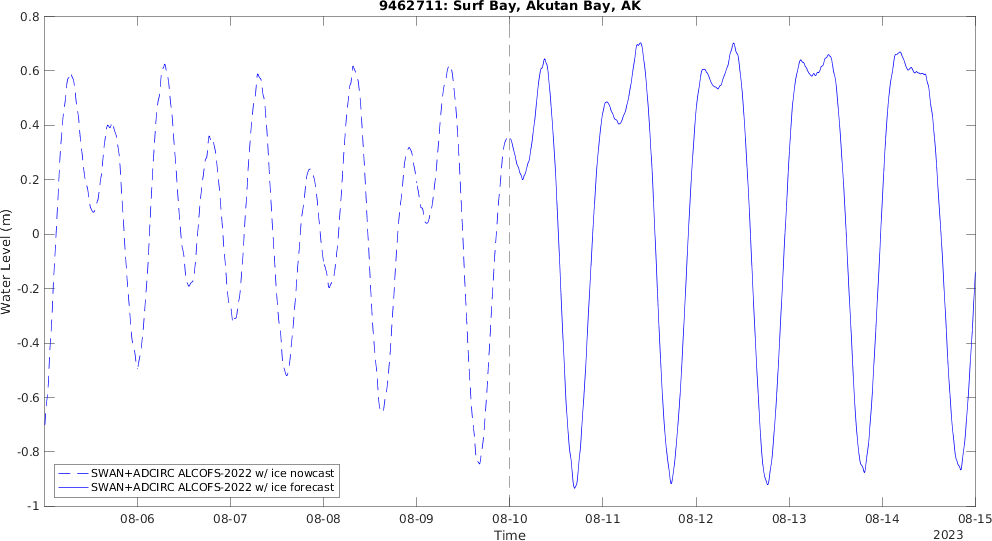 9462711: Surf Bay, Akutan Bay, AK
Water Level (m)
0.8
0.6
0.4
0.2
0
-0.2
-0.4
-0.6
-0.8
-1
SWAN+ADCIRC ALCOFS-2022 w/ ice nowcast
SWAN+ADCIRC ALCOFS-2022 w/ ice forecast
08-06 08-07 08-08 08-09 08-10 08-11 08-12 08-13 08-14 08-15
Time
2023